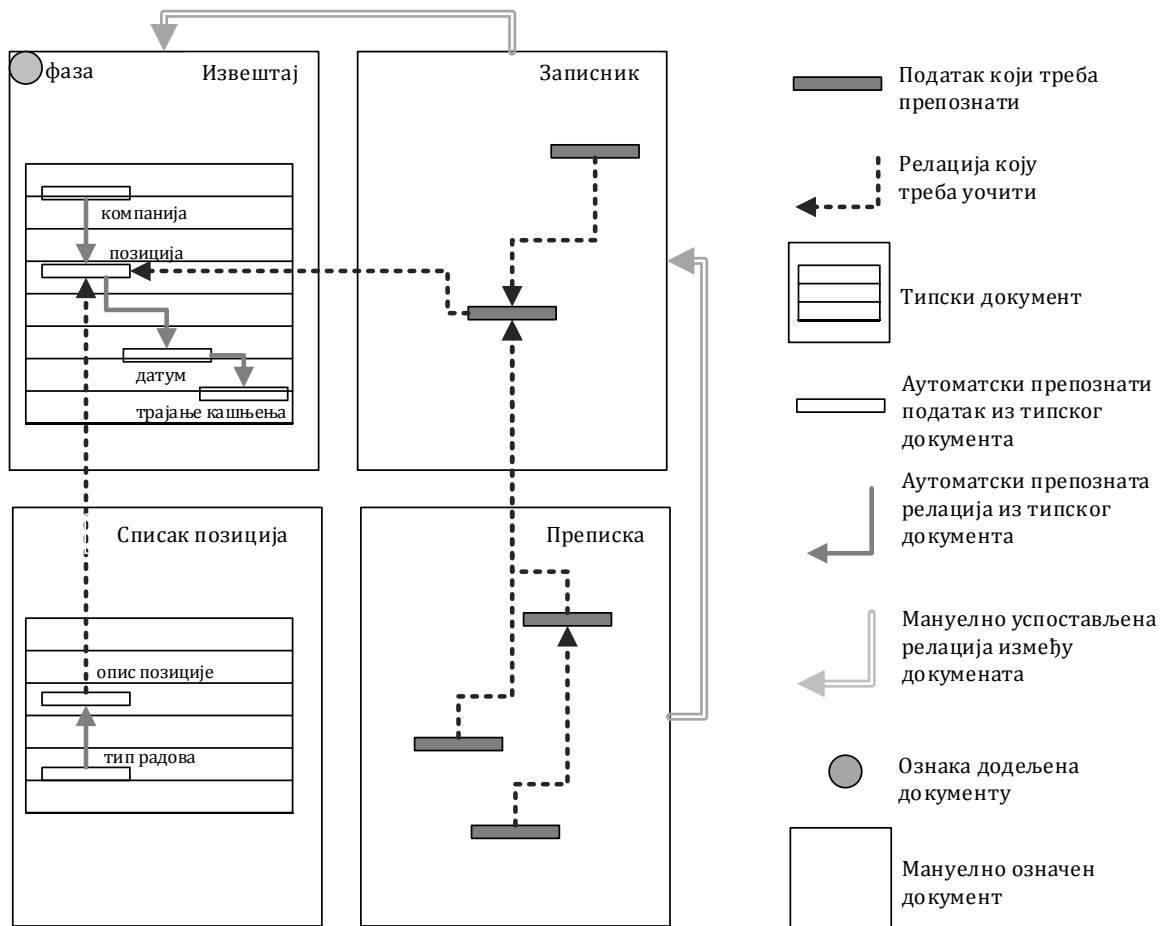 фаза
Извештај
компанија
позиција
датум
трајање кашњења
Записник
Списак позиција
опис позиције
тип радова
Преписка
Податак који треба
препознати
Релација коју
треба уочити
Типски документ
Аутоматски препознати
податак из типског
документа
Аутоматски препозната
релација из типског
документа
Мануелно успостављена
релација између
докумената
Ознака додељена
документу
Мануелно означен
документ